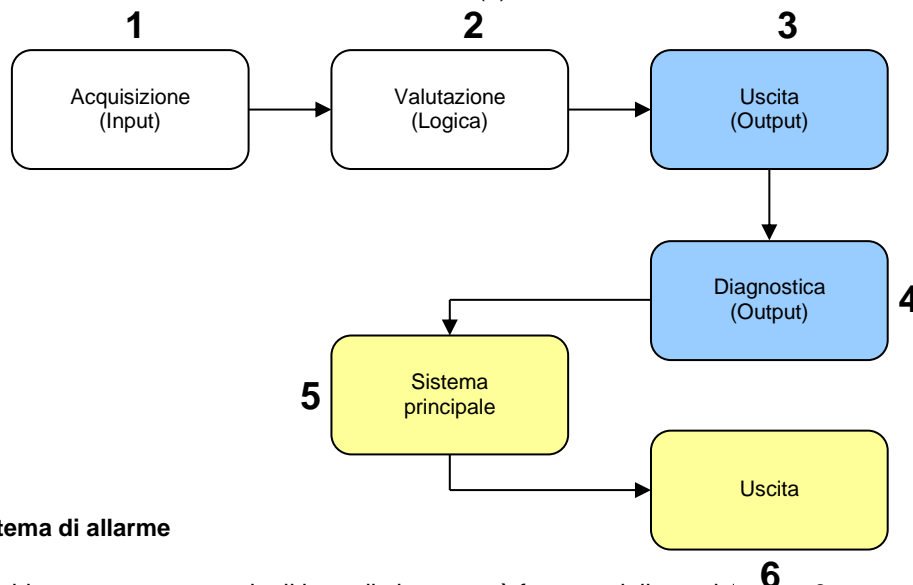 1
2
3
Acquisizione
(Input)
Valutazione
(Logica)
Uscita
(Output)
Diagnostica
(Output)
4
5
Sistema
principale
Uscita
6
tema di allarme